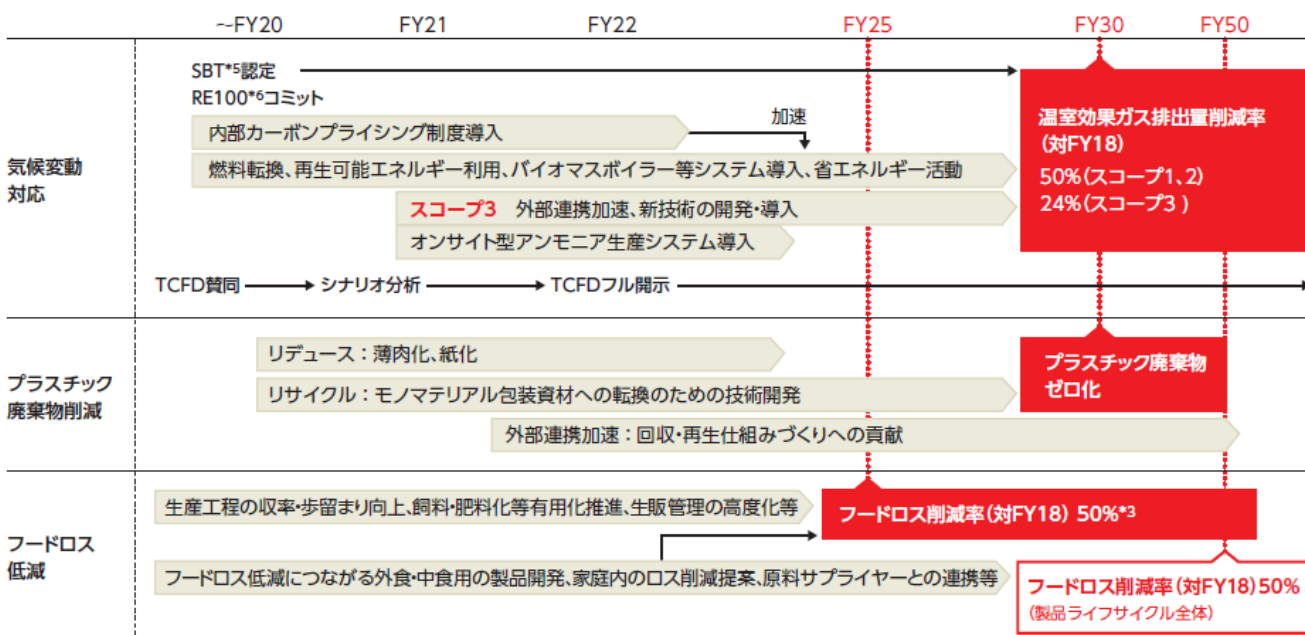 ~FY20 FY21 FY22 FY25 FY30 FY50
気候変動
対応
SBT*5認定
RE100*6コミット
内部カーボンプライシング制度導入
加速
燃料転換、再生可能エネルギー利用、バイオマスボイラー等システム導入、省エネルギー活動
スコープ3 外部連携加速、新技術の開発・導入
オンサイト型アンモニア生産システム導入
TCFD賛同 シナリオ分析 TCFDフル開示
温室効果ガス排出量削減率
(対FY18)
50%(スコープ1、2)
24%(スコープ3 )
プラスチック
廃棄物削減
リデュース:薄肉化、紙化
リサイクル:モノマテリアル包装資材への転換のための技術開発
外部連携加速:回収・再生仕組みづくりへの貢献
プラスチック廃棄物
ゼロ化
フードロス
低減
生産工程の収率・歩留まり向上、飼料・肥料化等有用化推進、生販管理の高度化等
フードロス削減率(対FY18) 50%*3
フードロス低減につながる外食・中食用の製品開発、家庭内のロス削減提案、原料サプライヤーとの連携等
フードロス削減率(対FY18)50%
(製品ライフサイクル全体)